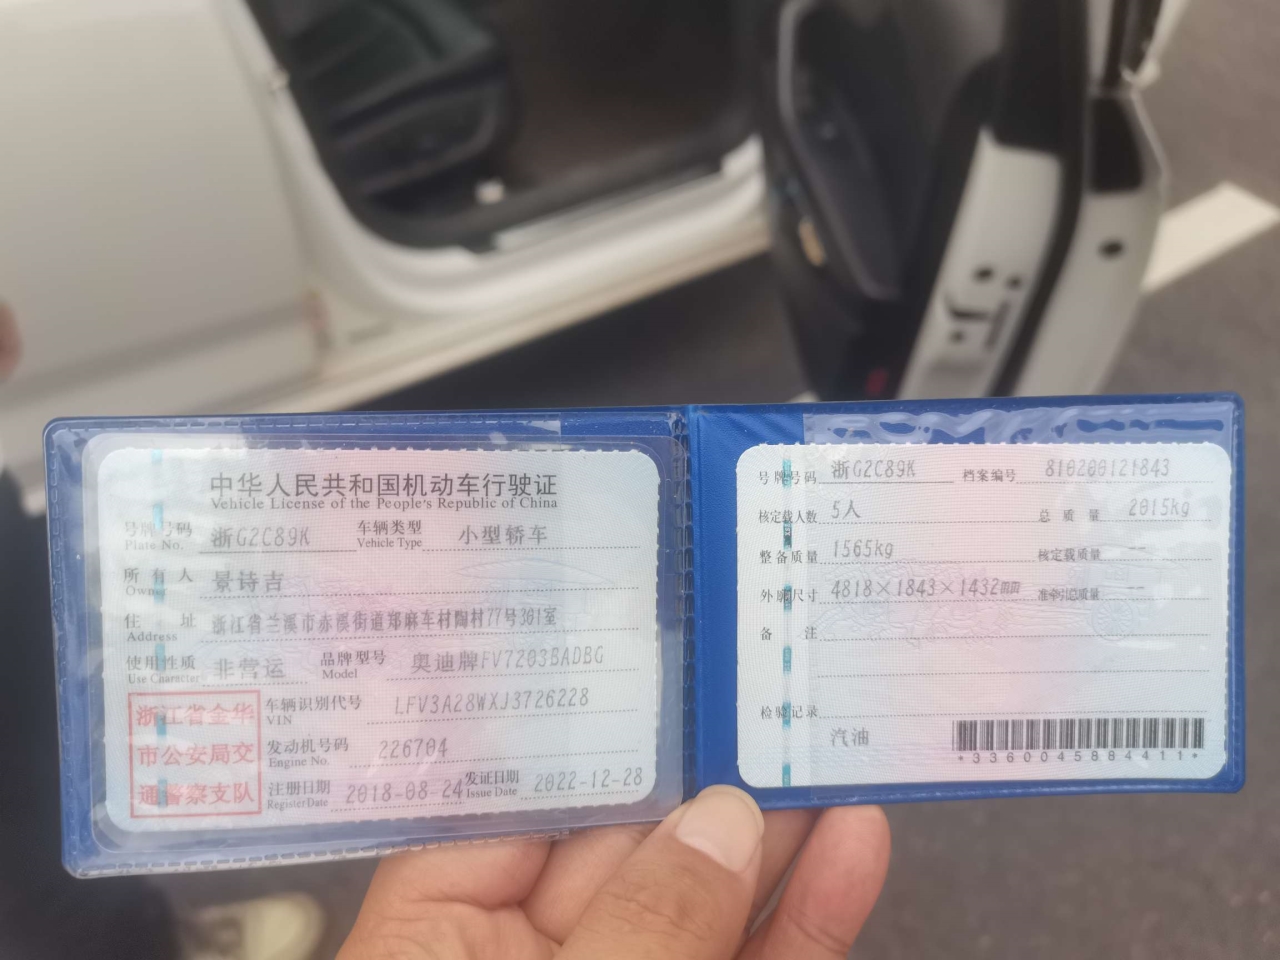 中华人民共和国机动车行驶证
Vehicle License of the People's Republic of China
号牌号码 浙G2C89K 车辆类型 小型轿车
Plate No. Vehicle Type
所有人 景诗吉
Owner
住址 浙江省兰溪市赤溪街道郑麻车村陶村77号301室
Address
使用性质 非营运 品牌型号 奥迪牌FV7203BADBG
Use Character Model
浙江省金华
市公安局交
通警察支队
车辆识别代号 LFV3A28WXJ3726228
VIN
发动机号码 226704
Engine No.
注册日期 2018-08-24 发证日期 2022-12-28
Register Date Issue Date
号牌号码 浙G2C89K 档案编号 810200121843
核定载人数 5人 总质量 2015kg
整备质量 1565kg 核定载质量 --
外廓尺寸 4818×1843×1432mm 准牵引总质量 --
备注
检验记录
汽油
*3360045884411*